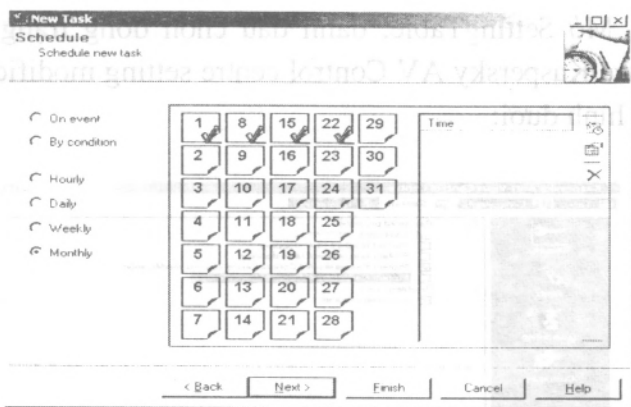 New Task
Schedule
Schedule new task
On event
By condition
Hourly
Daily
Weekly
Monthly
1 8 15 22 29
2 9 16 23 30
3 10 17 24 31
4 11 18 25
5 12 19 26
6 13 20 27
7 14 21 28
Time
< Back
Next >
Finish
Cancel
Help